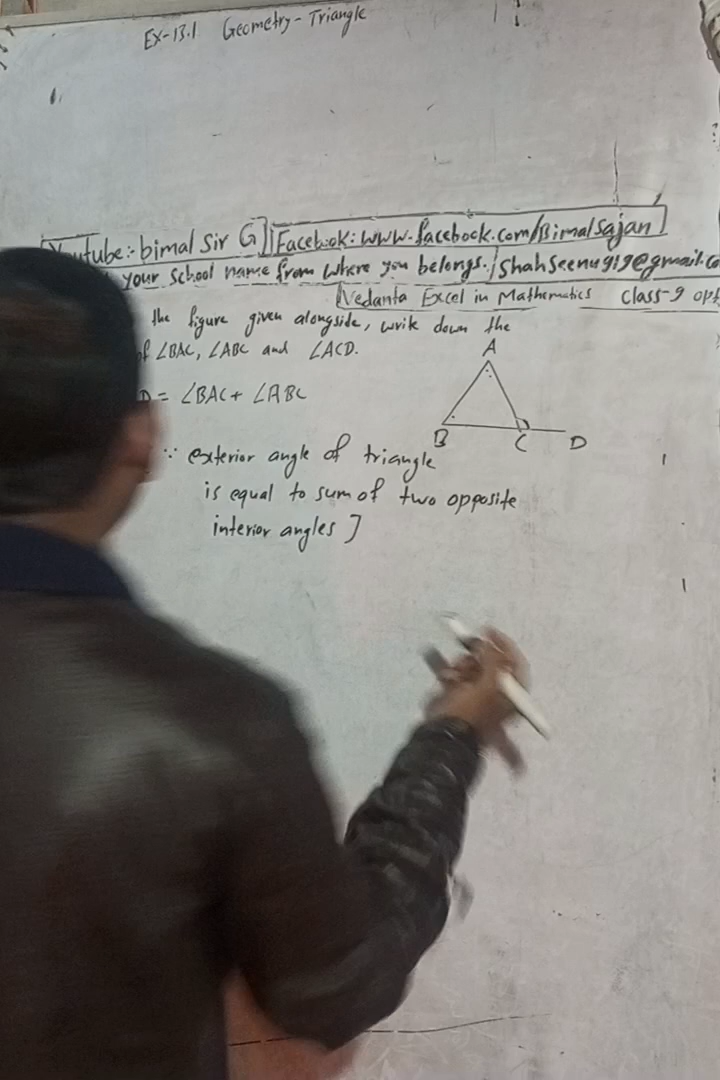 Ex-13.1 Geometry-Triangle
Youtube:- bimal sir G
Facebook: www.facebook.com/Bimalsajan
your school name from where you belongs.
Shahseenu919@gmail.co
Vedanta Excel in Mathematics Class-9 opt
the figure given alongside, write down the
of ∠BAC, ∠ABC and ∠ACD.
D = ∠BAC + ∠ABC
∵ exterior angle of triangle
is equal to sum of two opposite
interior angles ]
A
B
C
D